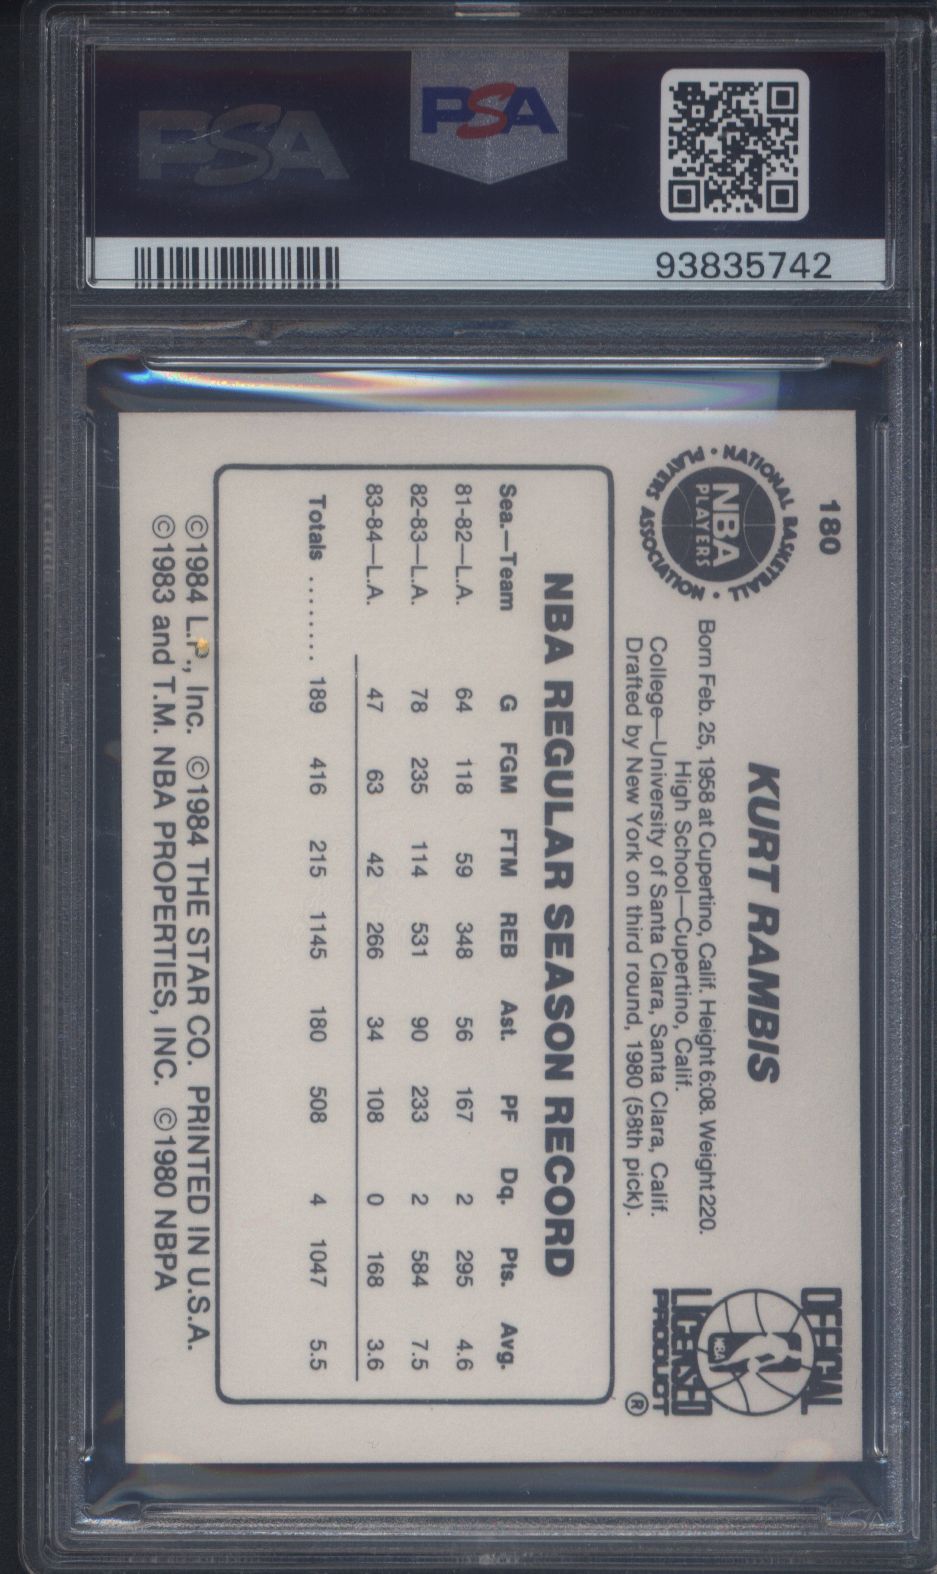 PSA
PSA
93835742
180
NATIONAL BASKETBALL PLAYERS ASSOCIATION
NBA
PLAYERS
KURT RAMBIS
Born Feb. 25, 1958 at Cupertino, Calif. Height 6:08. Weight 220.
High School—Cupertino, Calif.
College—University of Santa Clara, Santa Clara, Calif.
Drafted by New York on third round, 1980 (58th pick).
OFFICIAL
NBA
LICENSED
PRODUCT
®
NBA REGULAR SEASON RECORD
Sea.—Team G FGM FTM REB Ast. PF Dq. Pts. Avg.
81-82—L.A. 64 118 59 348 56 167 2 295 4.6
82-83—L.A. 78 235 114 531 90 233 2 584 7.5
83-84—L.A. 47 63 42 266 34 108 0 168 3.6
Totals ........ 189 416 215 1145 180 508 4 1047 5.5
©1984 L.P., Inc. ©1984 THE STAR CO. PRINTED IN U.S.A.
©1983 and T.M. NBA PROPERTIES, INC. ©1980 NBPA
PSA